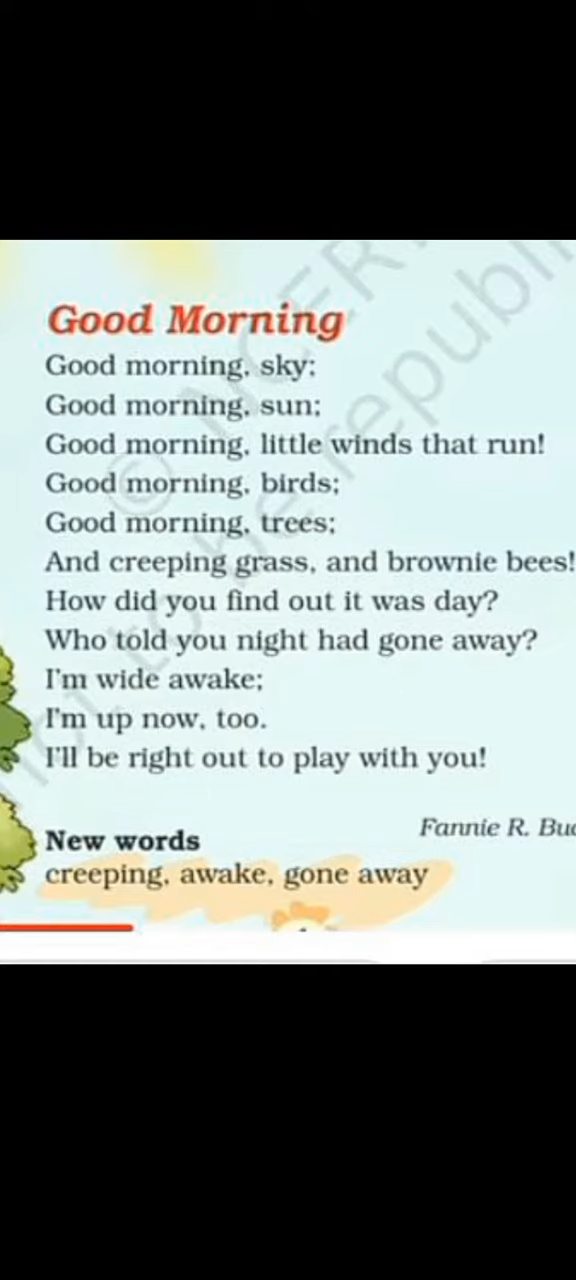 Good Morning
Good morning, sky;
Good morning, sun;
Good morning, little winds that run!
Good morning, birds;
Good morning, trees;
And creeping grass, and brownie bees!
How did you find out it was day?
Who told you night had gone away?
I'm wide awake;
I'm up now, too.
I'll be right out to play with you!
Fannie R.
New words
creeping, awake, gone away